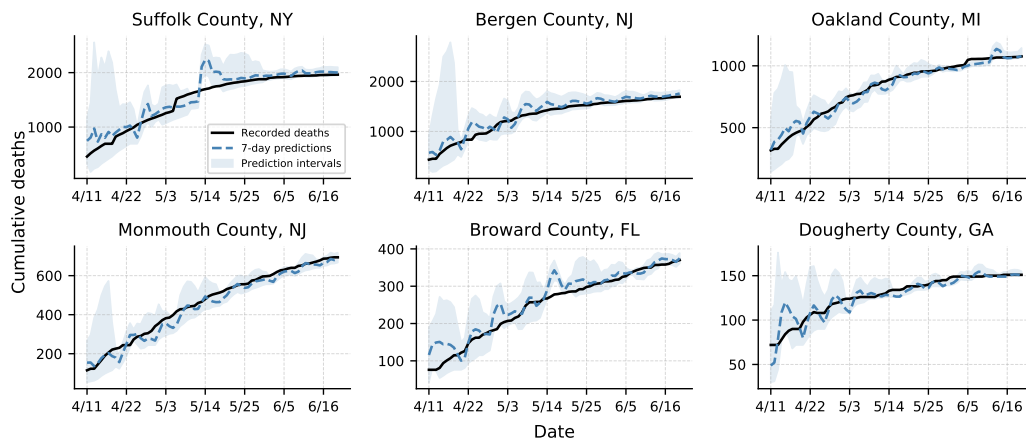 Suffolk County, NY
Bergen County, NJ
Oakland County, MI
2000
1000
2000
1000
1000
500
Recorded deaths
7-day predictions
Prediction intervals
4/11 4/22 5/3 5/14 5/25 6/5 6/16
4/11 4/22 5/3 5/14 5/25 6/5 6/16
4/11 4/22 5/3 5/14 5/25 6/5 6/16
Cumulative deaths
Monmouth County, NJ
Broward County, FL
Dougherty County, GA
600
400
200
400
300
200
100
150
100
50
4/11 4/22 5/3 5/14 5/25 6/5 6/16
4/11 4/22 5/3 5/14 5/25 6/5 6/16
4/11 4/22 5/3 5/14 5/25 6/5 6/16
Date